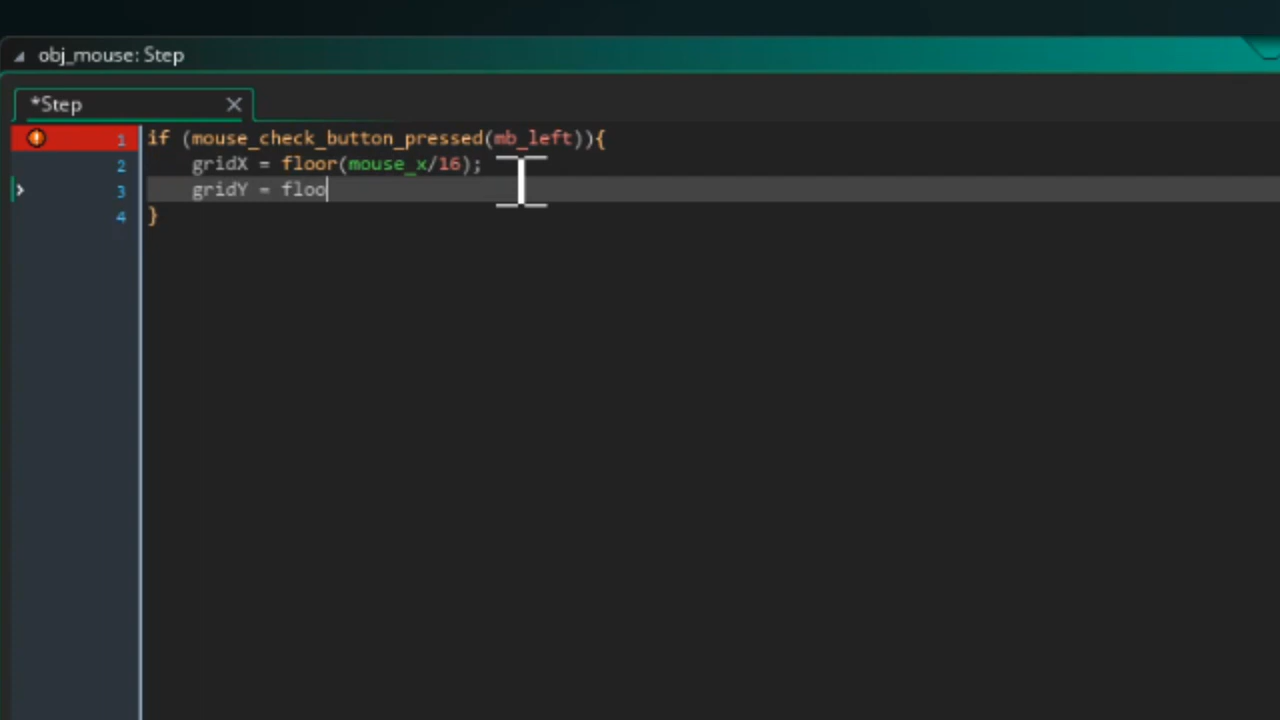 obj_mouse: Step
*Step
1 if (mouse_check_button_pressed(mb_left)){
2 gridX = floor(mouse_x/16);
3 gridY = floo
4 }